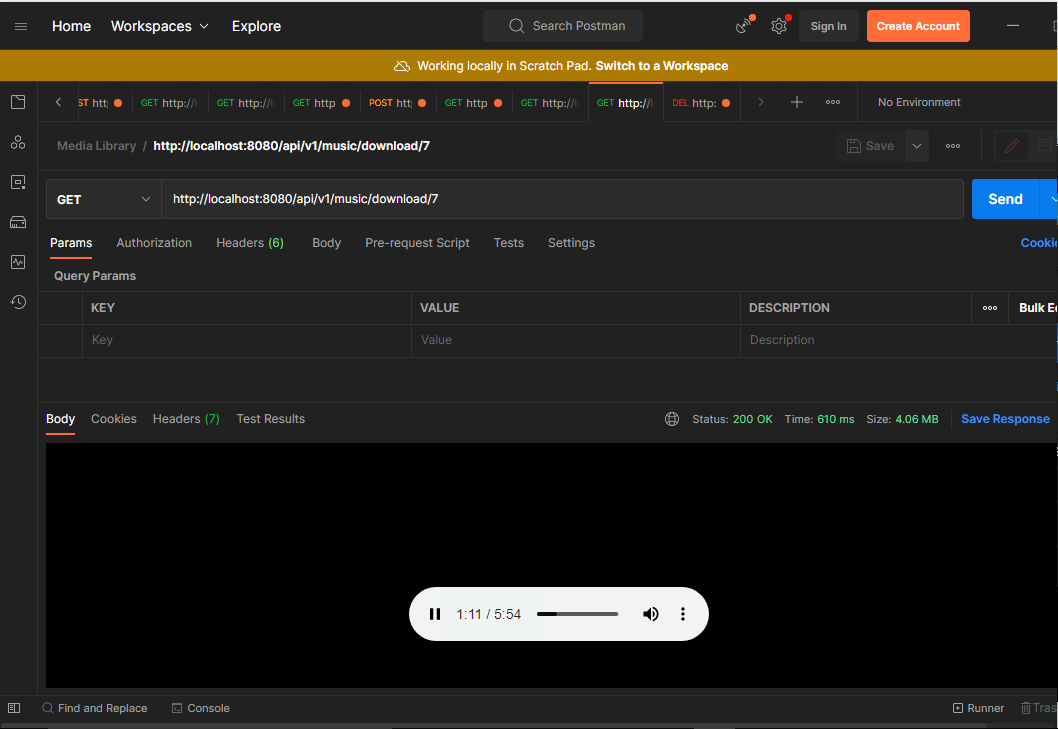 Home Workspaces Explore Search Postman Sign In Create Account
Working locally in Scratch Pad. Switch to a Workspace
ST htt GET http://l GET http://l GET http POST htt GET http GET http://l GET http://l DEL http: No Environment
Media Library / http://localhost:8080/api/v1/music/download/7 Save
GET http://localhost:8080/api/v1/music/download/7 Send
Params Authorization Headers (6) Body Pre-request Script Tests Settings Cookie
Query Params
KEY VALUE DESCRIPTION Bulk E
Key Value Description
Body Cookies Headers (7) Test Results Status: 200 OK Time: 610 ms Size: 4.06 MB Save Response
1:11 / 5:54
Find and Replace Console Runner Tras